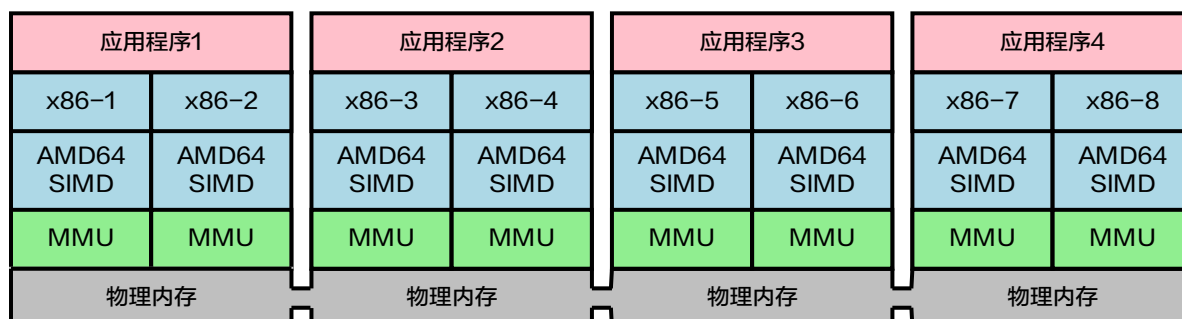 应用程序1 应用程序2 应用程序3 应用程序4
x86-1 x86-2 x86-3 x86-4 x86-5 x86-6 x86-7 x86-8
AMD64 AMD64 AMD64 AMD64 AMD64 AMD64 AMD64 AMD64
SIMD SIMD SIMD SIMD SIMD SIMD SIMD SIMD
MMU MMU MMU MMU MMU MMU MMU MMU
物理内存 物理内存 物理内存 物理内存